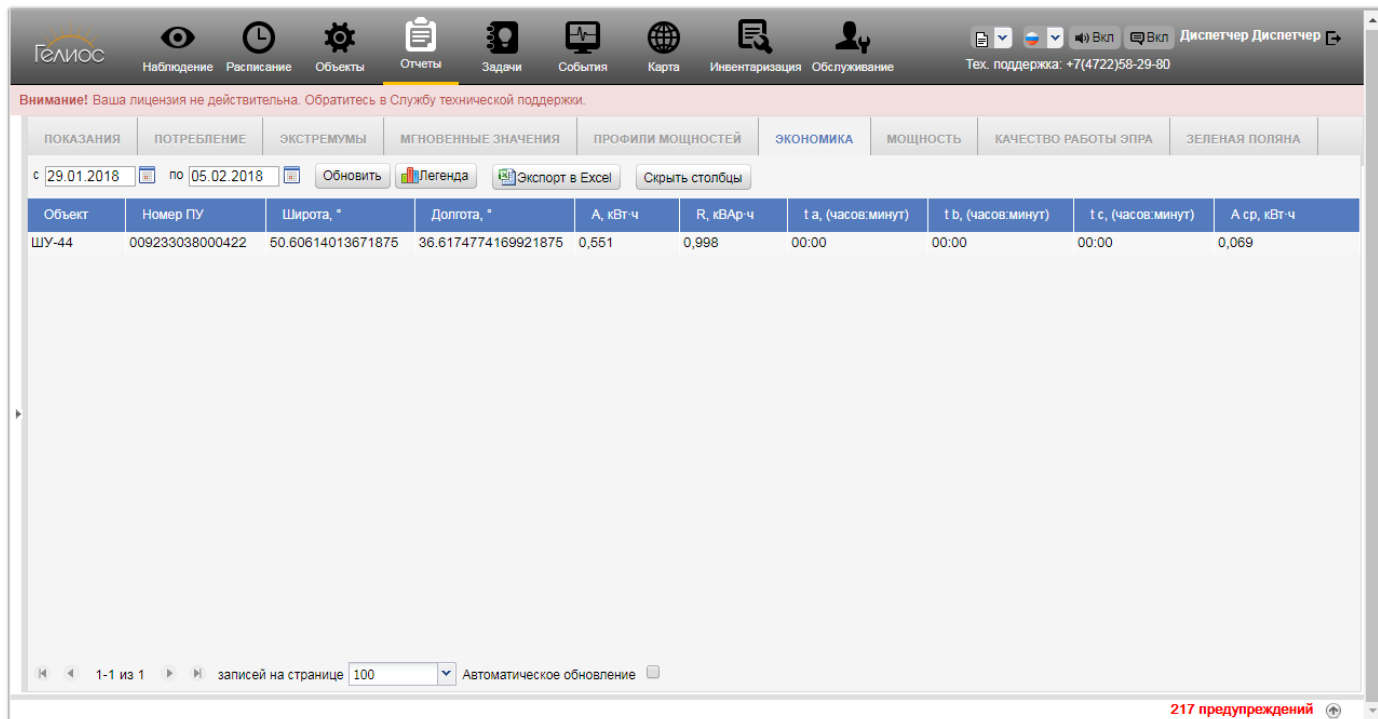 Гелиос
Наблюдение Расписание Объекты Отчеты Задачи События Карта Инвентаризация Обслуживание
Вкл Вкл Диспетчер Диспетчер
Тех. поддержка: +7(4722)58-29-80
Внимание! Ваша лицензия не действительна. Обратитесь в Службу технической поддержки.
ПОКАЗАНИЯ ПОТРЕБЛЕНИЕ ЭКСТРЕМУМЫ МГНОВЕННЫЕ ЗНАЧЕНИЯ ПРОФИЛИ МОЩНОСТЕЙ ЭКОНОМИКА МОЩНОСТЬ КАЧЕСТВО РАБОТЫ ЭПРА ЗЕЛЕНАЯ ПОЛЯНА
с 29.01.2018 по 05.02.2018 Обновить Легенда Экспорт в Excel Скрыть столбцы
Объект Номер ПУ Широта, ° Долгота, ° А, кВт·ч R, кВАр·ч t a, (часов:минут) t b, (часов:минут) t c, (часов:минут) А ср, кВт·ч
ШУ-44 009233038000422 50.60614013671875 36.6174774169921875 0,551 0,998 00:00 00:00 00:00 0,069
1-1 из 1 записей на странице 100 Автоматическое обновление
217 предупреждений